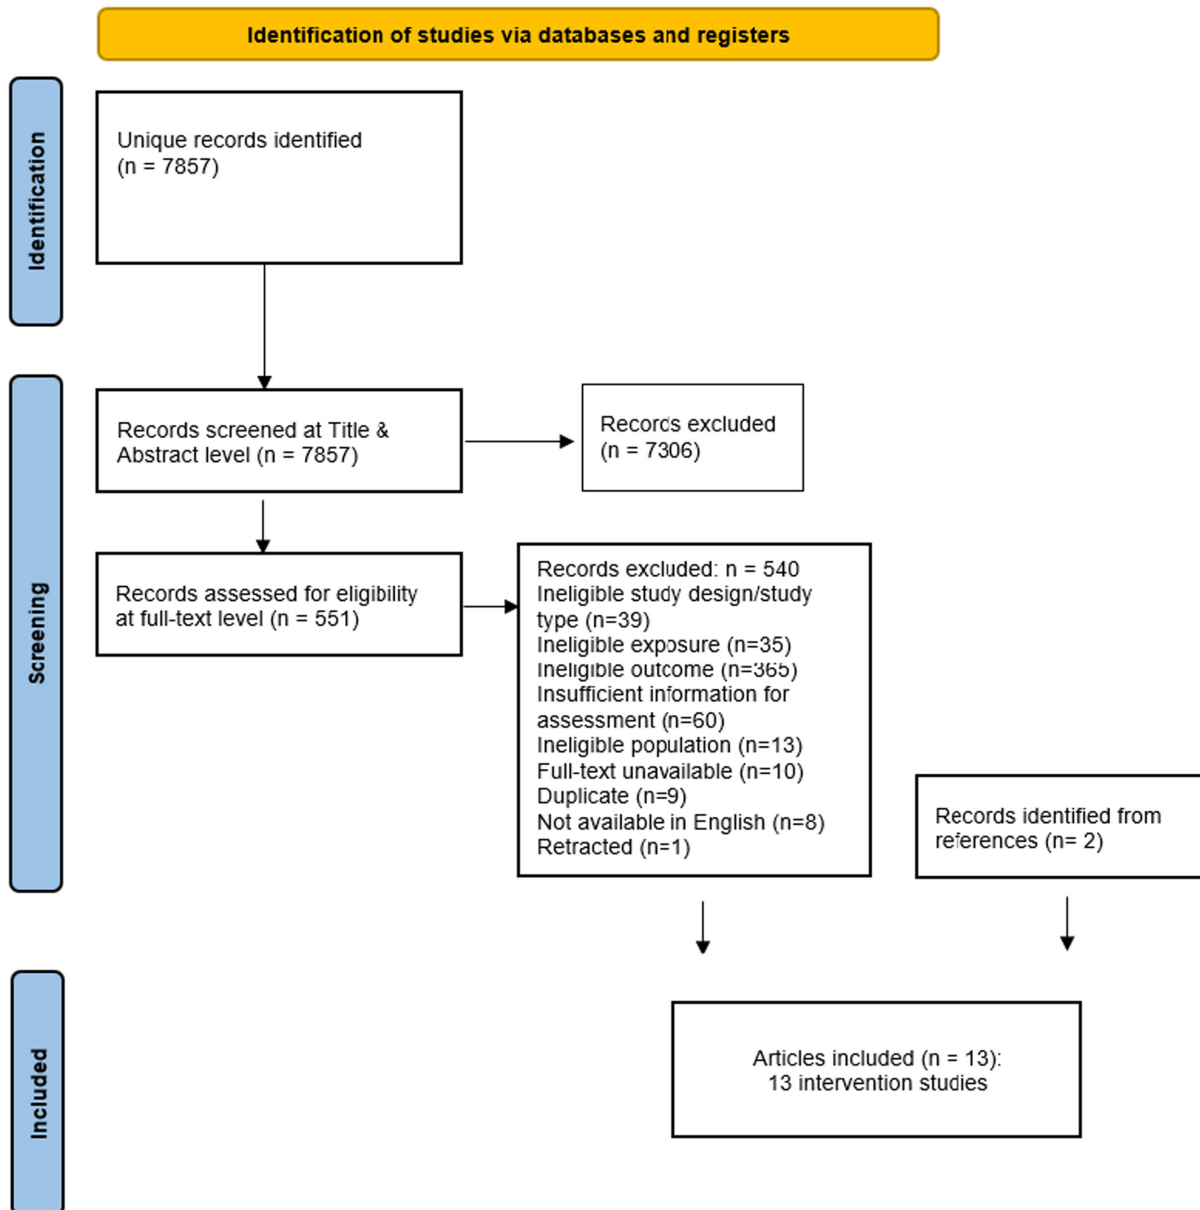 Identification of studies via databases and registers
Identification
Unique records identified
(n = 7857)
Screening
Records screened at Title &
Abstract level (n = 7857)
Records excluded
(n = 7306)
Records assessed for eligibility
at full-text level (n = 551)
Records excluded: n = 540
Ineligible study design/study
type (n=39)
Ineligible exposure (n=35)
Ineligible outcome (n=365)
Insufficient information for
assessment (n=60)
Ineligible population (n=13)
Full-text unavailable (n=10)
Duplicate (n=9)
Not available in English (n=8)
Retracted (n=1)
Records identified from
references (n= 2)
Included
Articles included (n = 13):
13 intervention studies